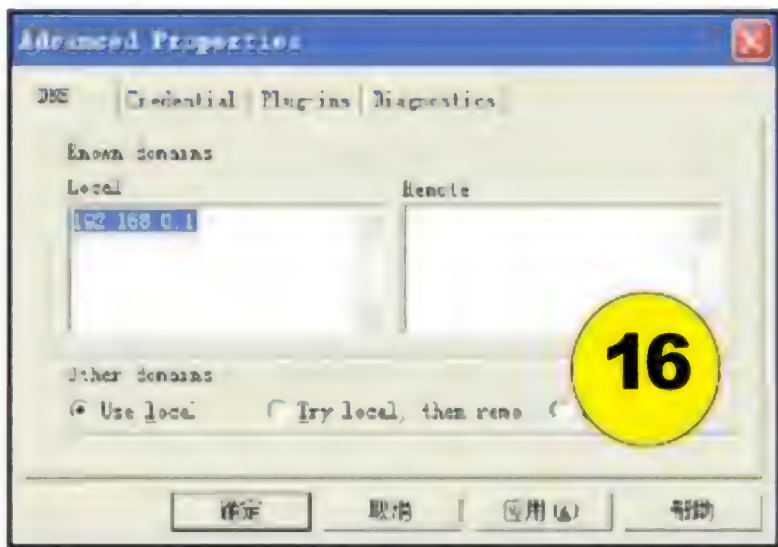 Advanced Properties
DNS Credential Plug-ins Diagnostics
Known domains
Local Remote
192.168.0.1
16
Other domains
Use local Try local, then remo
确定 取消 应用(A) 帮助